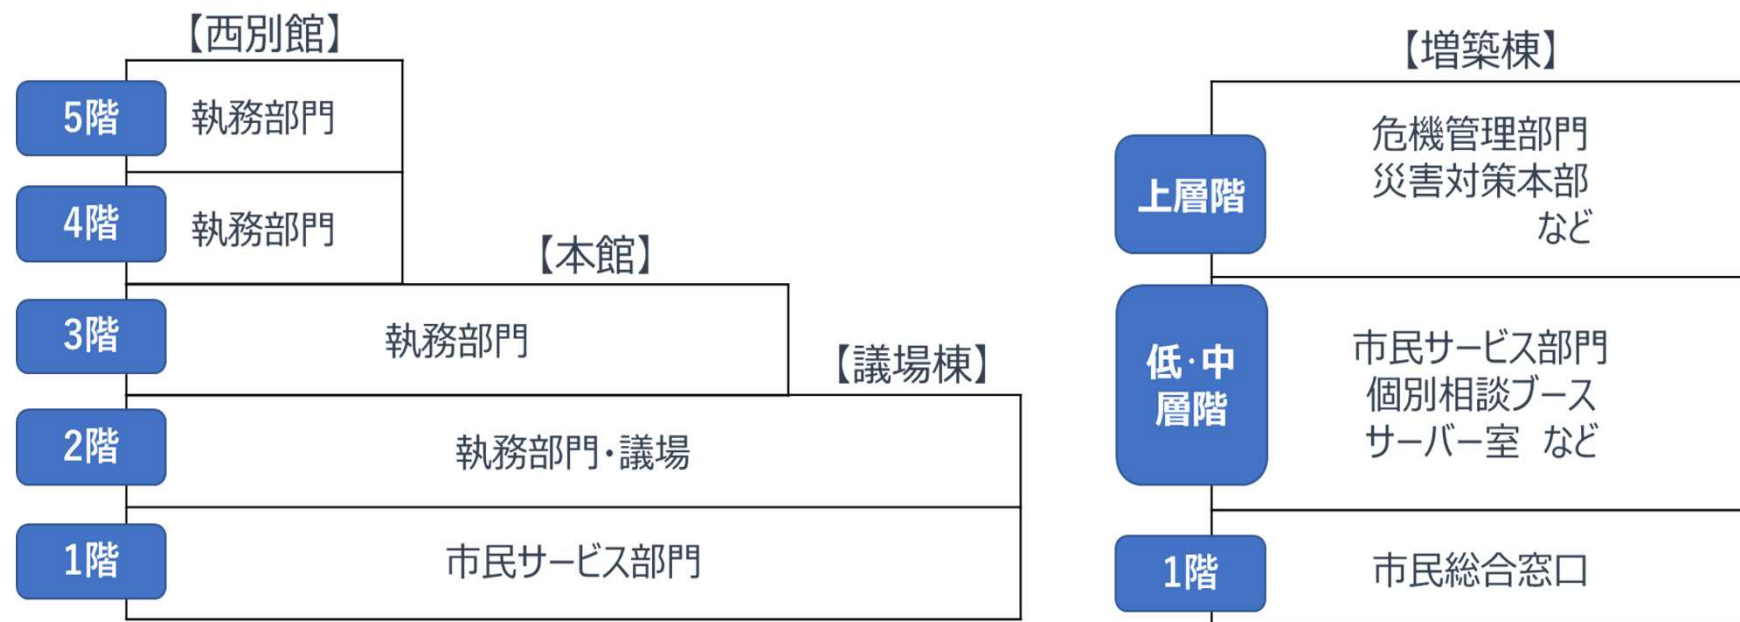 【西別館】
5階
執務部門
4階
執務部門
【本館】
3階
執務部門
【議場棟】
2階
執務部門・議場
1階
市民サービス部門
【増築棟】
上層階
危機管理部門
災害対策本部
など
低・中
層階
市民サービス部門
個別相談ブース
サーバー室 など
1階
市民総合窓口